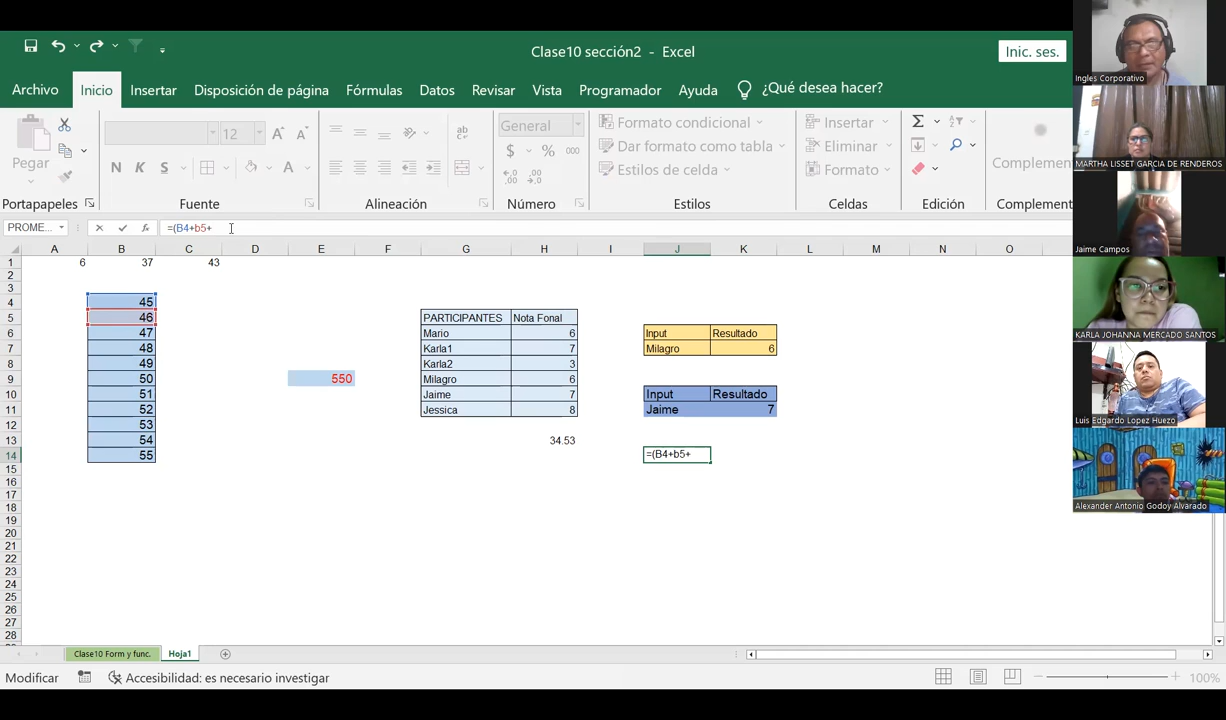 Clase10 sección2 - Excel
Inic. ses.
Archivo Inicio Insertar Disposición de página Fórmulas Datos Revisar Vista Programador Ayuda ¿Qué desea hacer?
Pegar
12
N K S
General
$ % 000
Formato condicional
Dar formato como tabla
Estilos de celda
Insertar
Eliminar
Formato
Complemen
Portapapeles Fuente Alineación Número Estilos Celdas Edición Complement
PROME... =(B4+b5+
A B C D E F G H I J K L M N O
1 6 37 43
2
3
4 45
5 46 PARTICIPANTES Nota Fonal
6 47 Mario 6 Input Resultado
7 48 Karla1 7 Milagro 6
8 49 Karla2 3
9 50 550 Milagro 6
10 51 Jaime 7 Input Resultado
11 52 Jessica 8 Jaime 7
12 53
13 54 34.53
14 55 =(B4+b5+
15
16
17
18
19
20
21
22
23
24
25
26
27
28
Clase10 Form y func. Hoja1
Modificar Accesibilidad: es necesario investigar 100%
Ingles Corporativo
MARTHA LISSET GARCIA DE RENDEROS
Jaime Campos
KARLA JOHANNA MERCADO SANTOS
Luis Edgardo Lopez Huezo
Alexander Antonio Godoy Alvarado